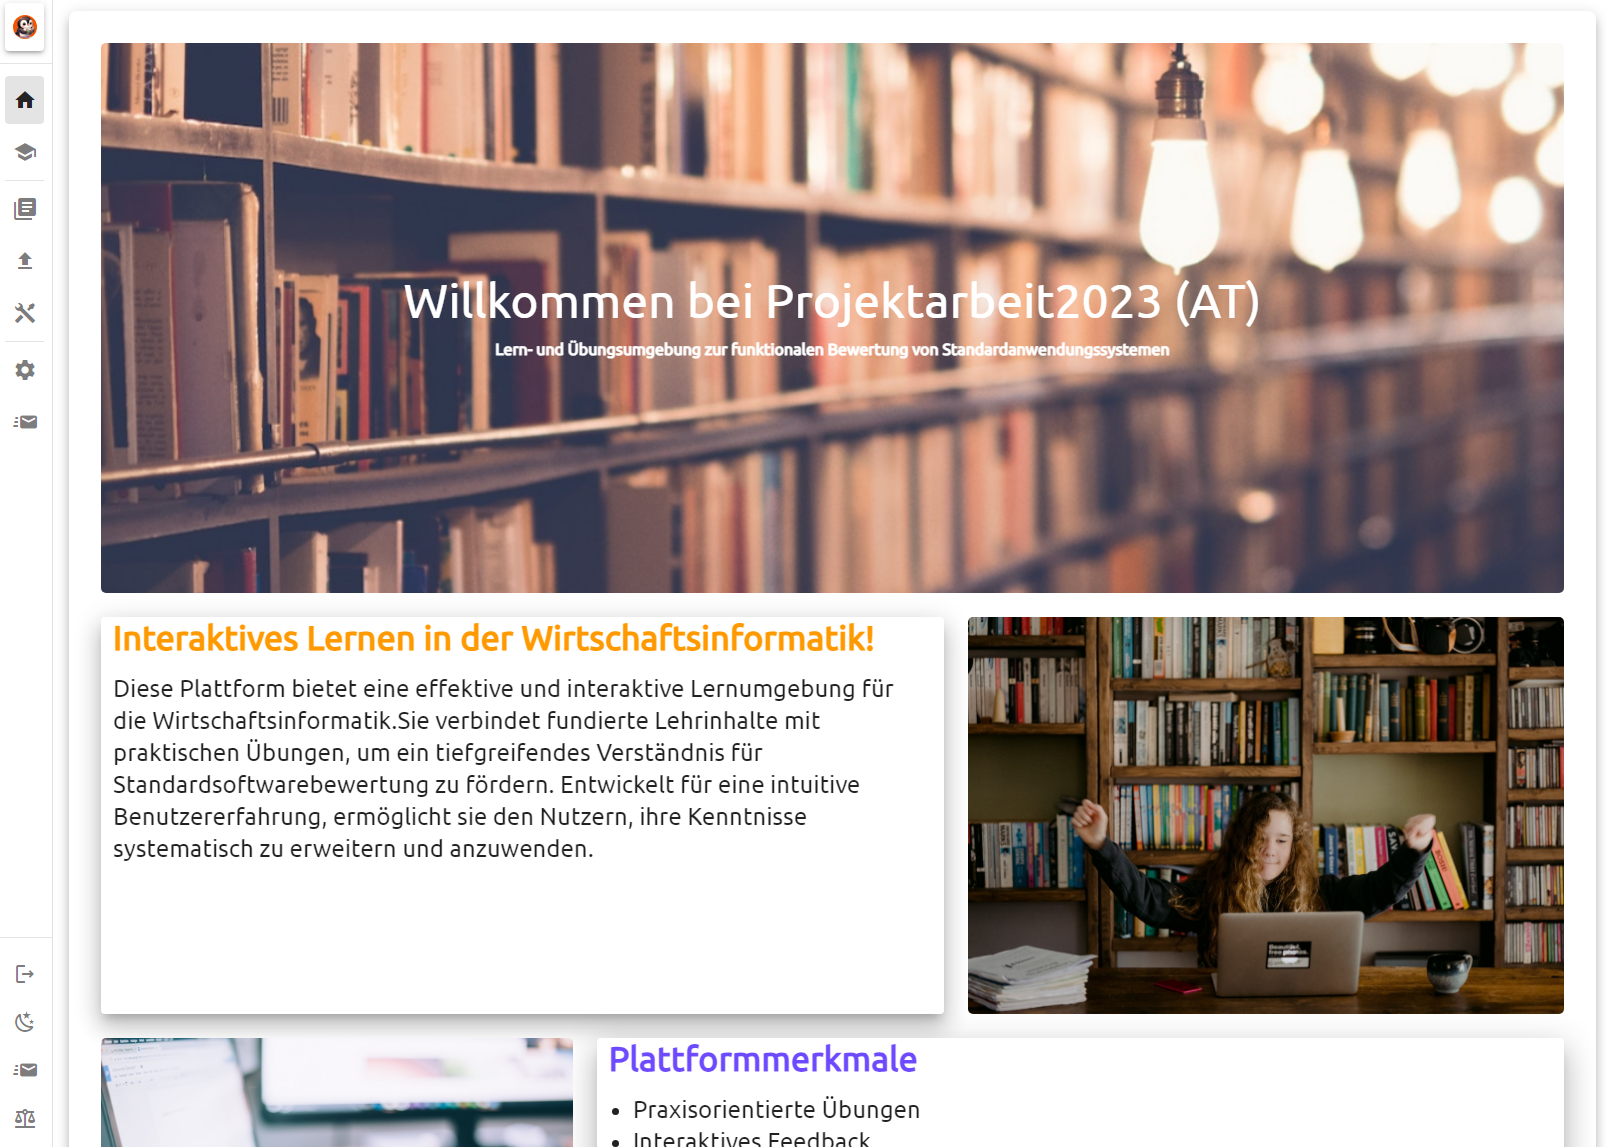 Willkommen bei Projektarbeit2023 (AT)
Lern- und Übungsumgebung zur funktionalen Bewertung von Standardanwendungssystemen
Interaktives Lernen in der Wirtschaftsinformatik!
Diese Plattform bietet eine effektive und interaktive Lernumgebung für
die Wirtschaftsinformatik.Sie verbindet fundierte Lehrinhalte mit
praktischen Übungen, um ein tiefgreifendes Verständnis für
Standardsoftwarebewertung zu fördern. Entwickelt für eine intuitive
Benutzererfahrung, ermöglicht sie den Nutzern, ihre Kenntnisse
systematisch zu erweitern und anzuwenden.
Plattformmerkmale
• Praxisorientierte Übungen
• Interaktives Feedback